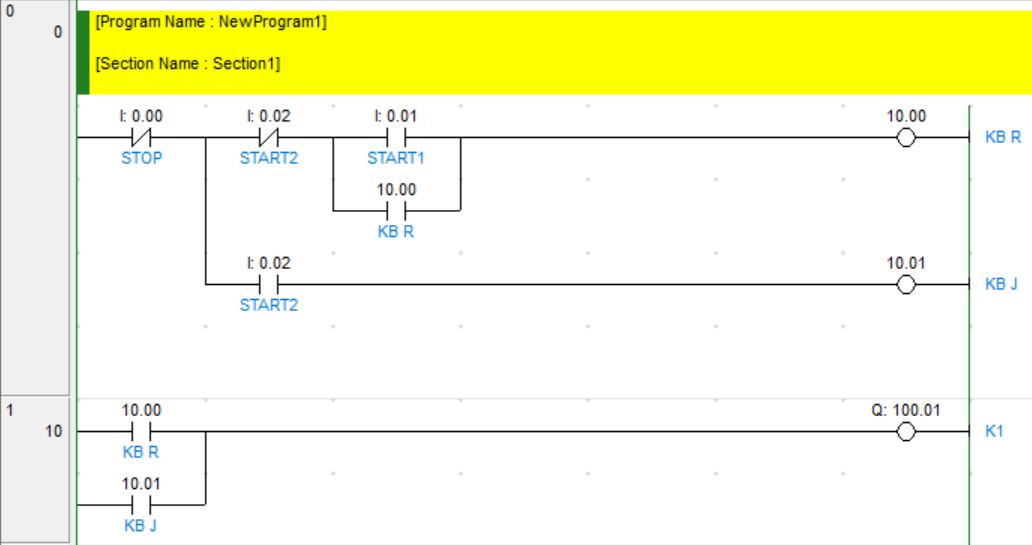 0
0
[Program Name : NewProgram1]
[Section Name : Section1]
I: 0.00 I: 0.02 I: 0.01 10.00
STOP START2 START1 KB R
10.00
KB R
I: 0.02 10.01
START2 KB J
1
10
10.00 Q: 100.01
KB R K1
10.01
KB J